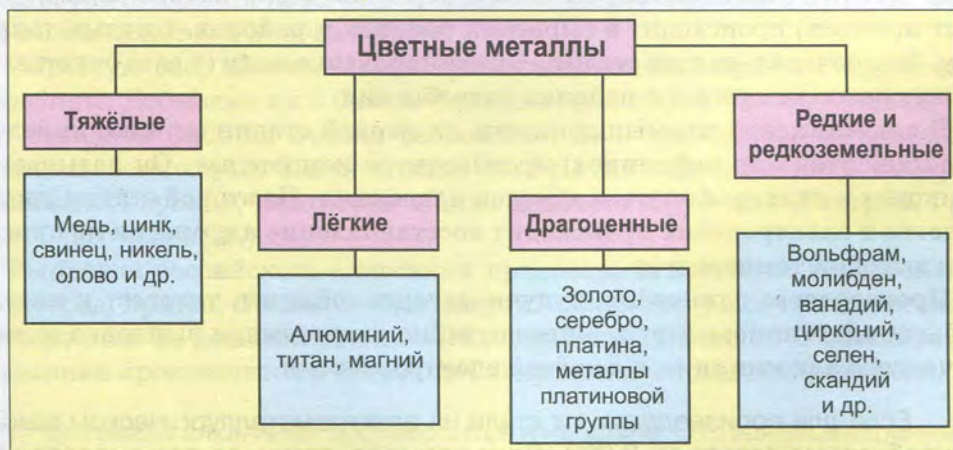 Цветные металлы
Тяжёлые
Медь, цинк,
свинец, никель,
олово и др.
Лёгкие
Алюминий,
титан, магний
Драгоценные
Золото,
серебро,
платина,
металлы
платиновой
группы
Редкие и
редкоземельные
Вольфрам,
молибден,
ванадий,
цирконий,
селен,
скандий
и др.